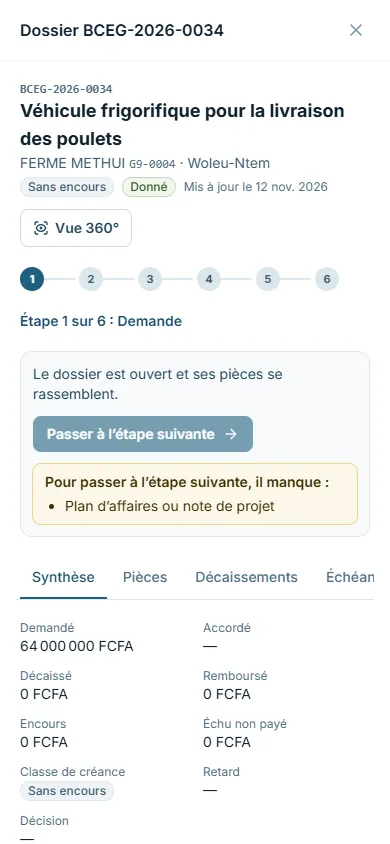 Dossier BCEG-2026-0034
BCEG-2026-0034
Véhicule frigorifique pour la livraison
des poulets
FERME METHUI G9-0004 · Woleu-Ntem
Sans encours Donné Mis à jour le 12 nov. 2026
Vue 360°
1 2 3 4 5 6
Étape 1 sur 6 : Demande
Le dossier est ouvert et ses pièces se
rassemblent.
Passer à l’étape suivante →
Pour passer à l’étape suivante, il manque :
• Plan d’affaires ou note de projet
Synthèse Pièces Décaissements Échéan
Demandé Accordé
64 000 000 FCFA —
Décaissé Remboursé
0 FCFA 0 FCFA
Encours Échu non payé
0 FCFA 0 FCFA
Classe de créance Retard
Sans encours —
Décision
—